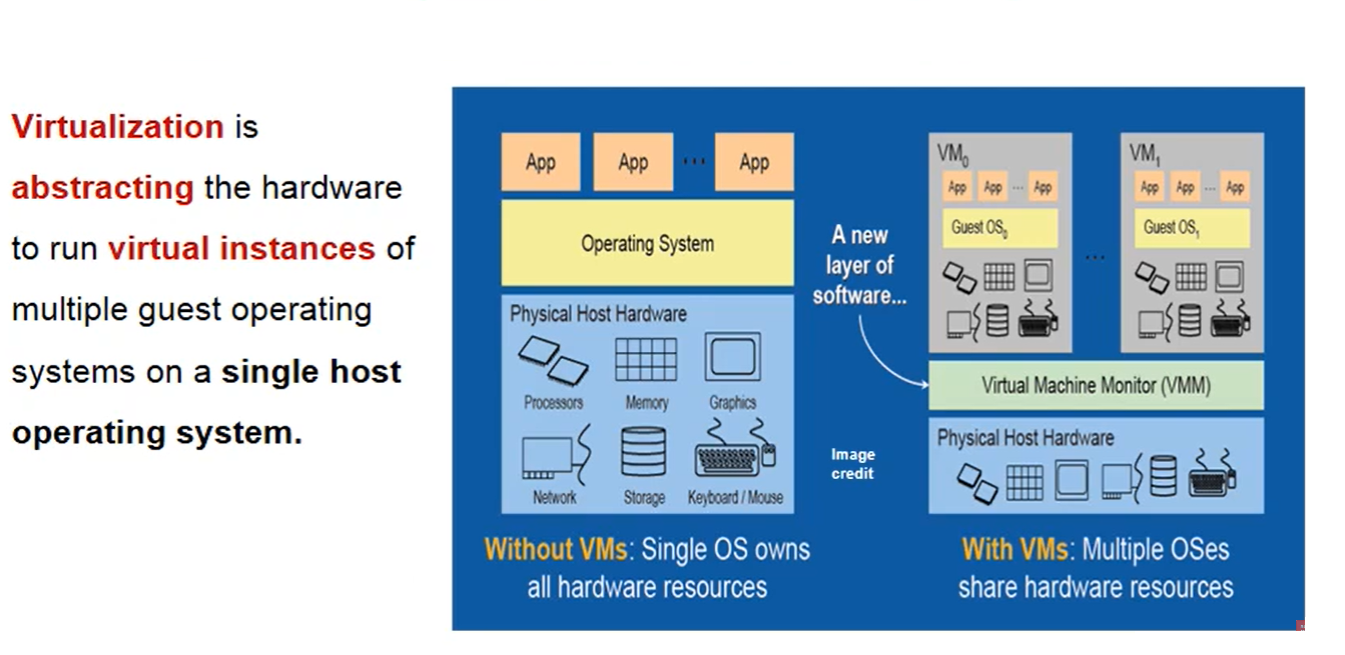 Virtualization is
abstracting the hardware
to run virtual instances of
multiple guest operating
systems on a single host
operating system.
App App ... App
Operating System
Physical Host Hardware
Processors Memory Graphics
Network Storage Keyboard / Mouse
Without VMs: Single OS owns
all hardware resources
A new
layer of
software...
Image
credit
VM0
App App ... App
Guest OS0
...
VM1
App App ... App
Guest OS1
Virtual Machine Monitor (VMM)
Physical Host Hardware
With VMs: Multiple OSes
share hardware resources